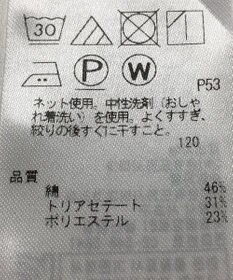 30
P
W
P53
ネット使用。中性洗剤(おしゃ
れ着洗い)を使用。よくすすぎ、
絞りの後すぐに干すこと。
120
品質
綿 46%
トリアセテート 31%
ポリエステル 23%